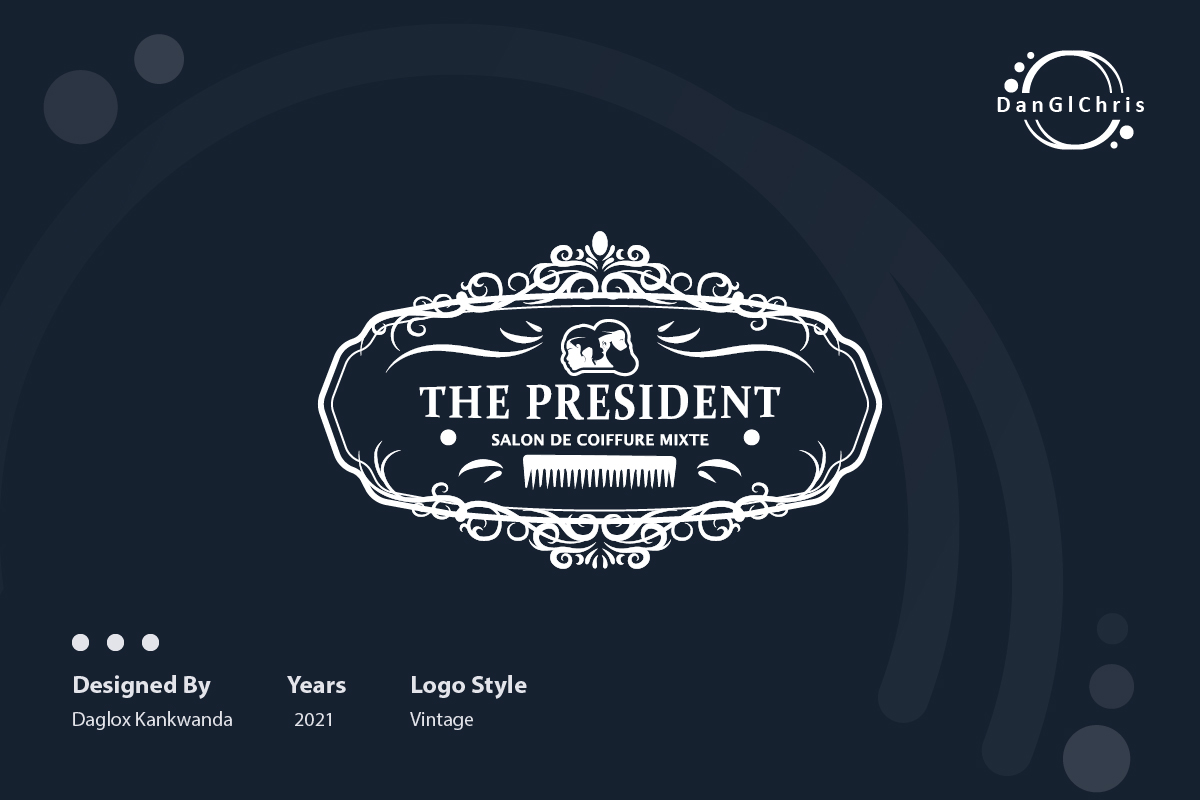 DanGlChris
THE PRESIDENT
SALON DE COIFFURE MIXTE
Designed By
Daglox Kankwanda
Years
2021
Logo Style
Vintage